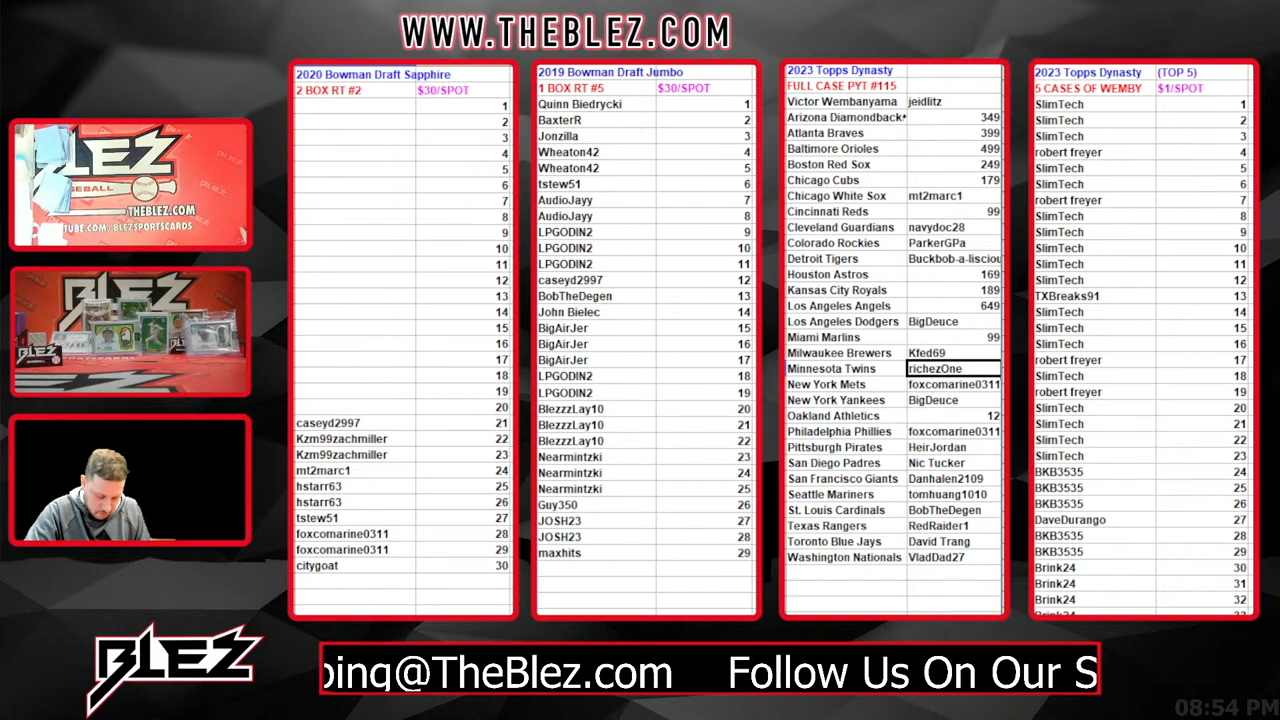 WWW.THEBLEZ.COM
2020 Bowman Draft Sapphire
2 BOX RT #2 $30/SPOT
1
2
3
4
5
6
7
8
9
10
11
12
13
14
15
16
17
18
19
20
caseyd2997 21
Kzm99zachmiller 22
Kzm99zachmiller 23
mt2marc1 24
hstarr63 25
hstarr63 26
tstew51 27
foxcomarine0311 28
foxcomarine0311 29
citygoat 30
2019 Bowman Draft Jumbo
1 BOX RT #5 $30/SPOT
Quinn Biedrycki 1
BaxterR 2
Jonzilla 3
Wheaton42 4
Wheaton42 5
tstew51 6
AudioJayy 7
AudioJayy 8
LPGODIN2 9
LPGODIN2 10
LPGODIN2 11
caseyd2997 12
BobTheDegen 13
John Bielec 14
BigAirJer 15
BigAirJer 16
BigAirJer 17
LPGODIN2 18
LPGODIN2 19
BlezzzLay10 20
BlezzzLay10 21
BlezzzLay10 22
Nearmintzki 23
Nearmintzki 24
Nearmintzki 25
Guy350 26
JOSH23 27
JOSH23 28
maxhits 29
2023 Topps Dynasty
FULL CASE PYT #115
Victor Wembanyama jeidlitz
Arizona Diamondback 349
Atlanta Braves 399
Baltimore Orioles 499
Boston Red Sox 249
Chicago Cubs 179
Chicago White Sox mt2marc1
Cincinnati Reds 99
Cleveland Guardians navydoc28
Colorado Rockies ParkerGPa
Detroit Tigers Buckbob-a-lisciou
Houston Astros 169
Kansas City Royals 189
Los Angeles Angels 649
Los Angeles Dodgers BigDeuce
Miami Marlins 99
Milwaukee Brewers Kfed69
Minnesota Twins richezOne
New York Mets foxcomarine0311
New York Yankees BigDeuce
Oakland Athletics 12
Philadelphia Phillies foxcomarine0311
Pittsburgh Pirates HeirJordan
San Diego Padres Nic Tucker
San Francisco Giants Danhalen2109
Seattle Mariners tomhuang1010
St. Louis Cardinals BobTheDegen
Texas Rangers RedRaider1
Toronto Blue Jays David Trang
Washington Nationals VladDad27
2023 Topps Dynasty (TOP 5)
5 CASES OF WEMBY $1/SPOT
SlimTech 1
SlimTech 2
SlimTech 3
robert freyer 4
SlimTech 5
SlimTech 6
robert freyer 7
SlimTech 8
SlimTech 9
SlimTech 10
SlimTech 11
SlimTech 12
TXBreaks91 13
SlimTech 14
SlimTech 15
SlimTech 16
robert freyer 17
SlimTech 18
robert freyer 19
SlimTech 20
SlimTech 21
SlimTech 22
SlimTech 23
BKB3535 24
BKB3535 25
BKB3535 26
DaveDurango 27
BKB3535 28
BKB3535 29
Brink24 30
Brink24 31
Brink24 32
Brink24 33
BLEZ
THEBLEZ.COM
BLEZ
BLEZ
BLEZ
ping@TheBlez.com Follow Us On Our S
08:54 PM